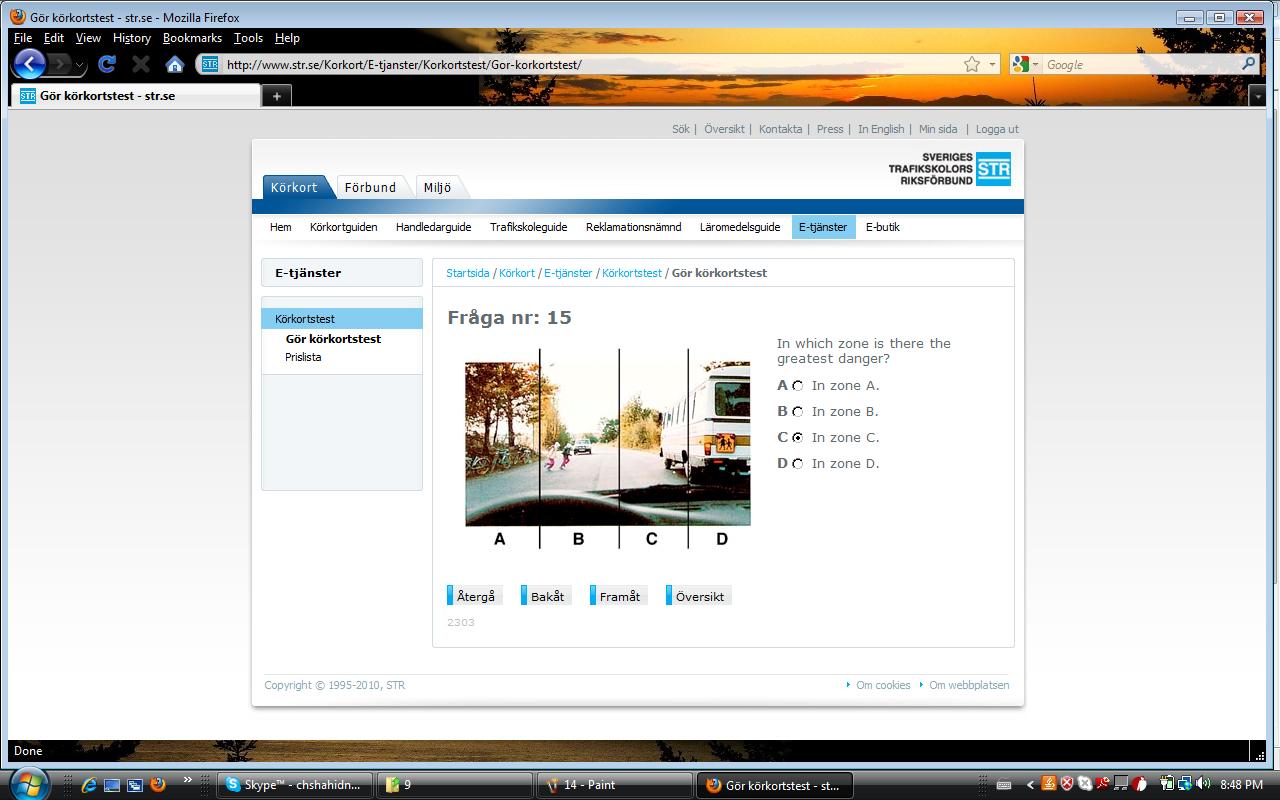 Gör körkortstest - str.se - Mozilla Firefox
File Edit View History Bookmarks Tools Help
STR http://www.str.se/Korkort/E-tjanster/Korkortstest/Gor-korkortstest/
Google
STR Gör körkortstest - str.se
Sök | Översikt | Kontakta | Press | In English | Min sida | Logga ut
SVERIGES
TRAFIKSKOLORS
RIKSFÖRBUND
STR
Körkort Förbund Miljö
Hem Körkortguiden Handledarguide Trafikskoleguide Reklamationsnämnd Läromedelsguide E-tjänster E-butik
E-tjänster
Startsida / Körkort / E-tjänster / Körkortstest / Gör körkortstest
Körkortstest
Gör körkortstest
Prislista
Fråga nr: 15
In which zone is there the
greatest danger?
A In zone A.
B In zone B.
C In zone C.
D In zone D.
A B C D
Återgå Bakåt Framåt Översikt
2303
Copyright © 1995-2010, STR
Om cookies Om webbplatsen
Done
Skype™ - chshahidn...
9
14 - Paint
Gör körkortstest - st...
8:48 PM